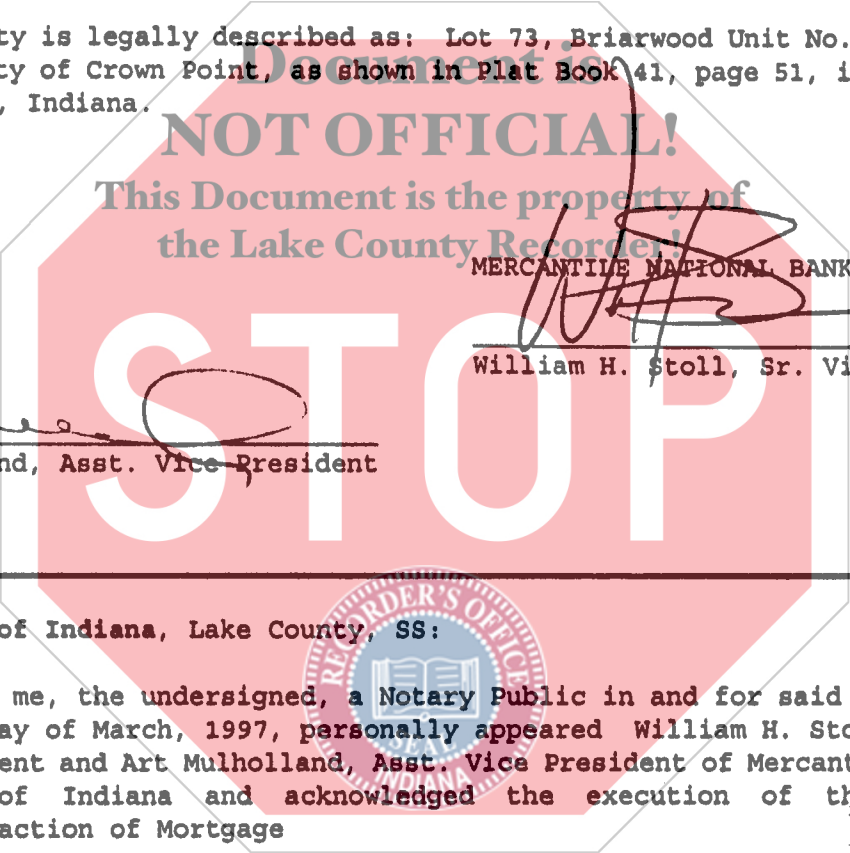 ty is legally described as: Lot 73, Briarwood Unit No.
ty of Crown Point, as shown in Plat Book 41, page 51, i
, Indiana.
Document is
NOT OFFICIAL!
This Document is the property of
the Lake County Recorder!
MERCANTILE NATIONAL BANK
William H. Stoll, Sr. Vi
STOP
nd, Asst. Vice President
of Indiana, Lake County, SS:
RECORDER'S OFFICE
SEAL
INDIANA
me, the undersigned, a Notary Public in and for said
ay of March, 1997, personally appeared William H. Sto
ent and Art Mulholland, Asst. Vice President of Mercant
of Indiana and acknowledged the execution of th
action of Mortgage